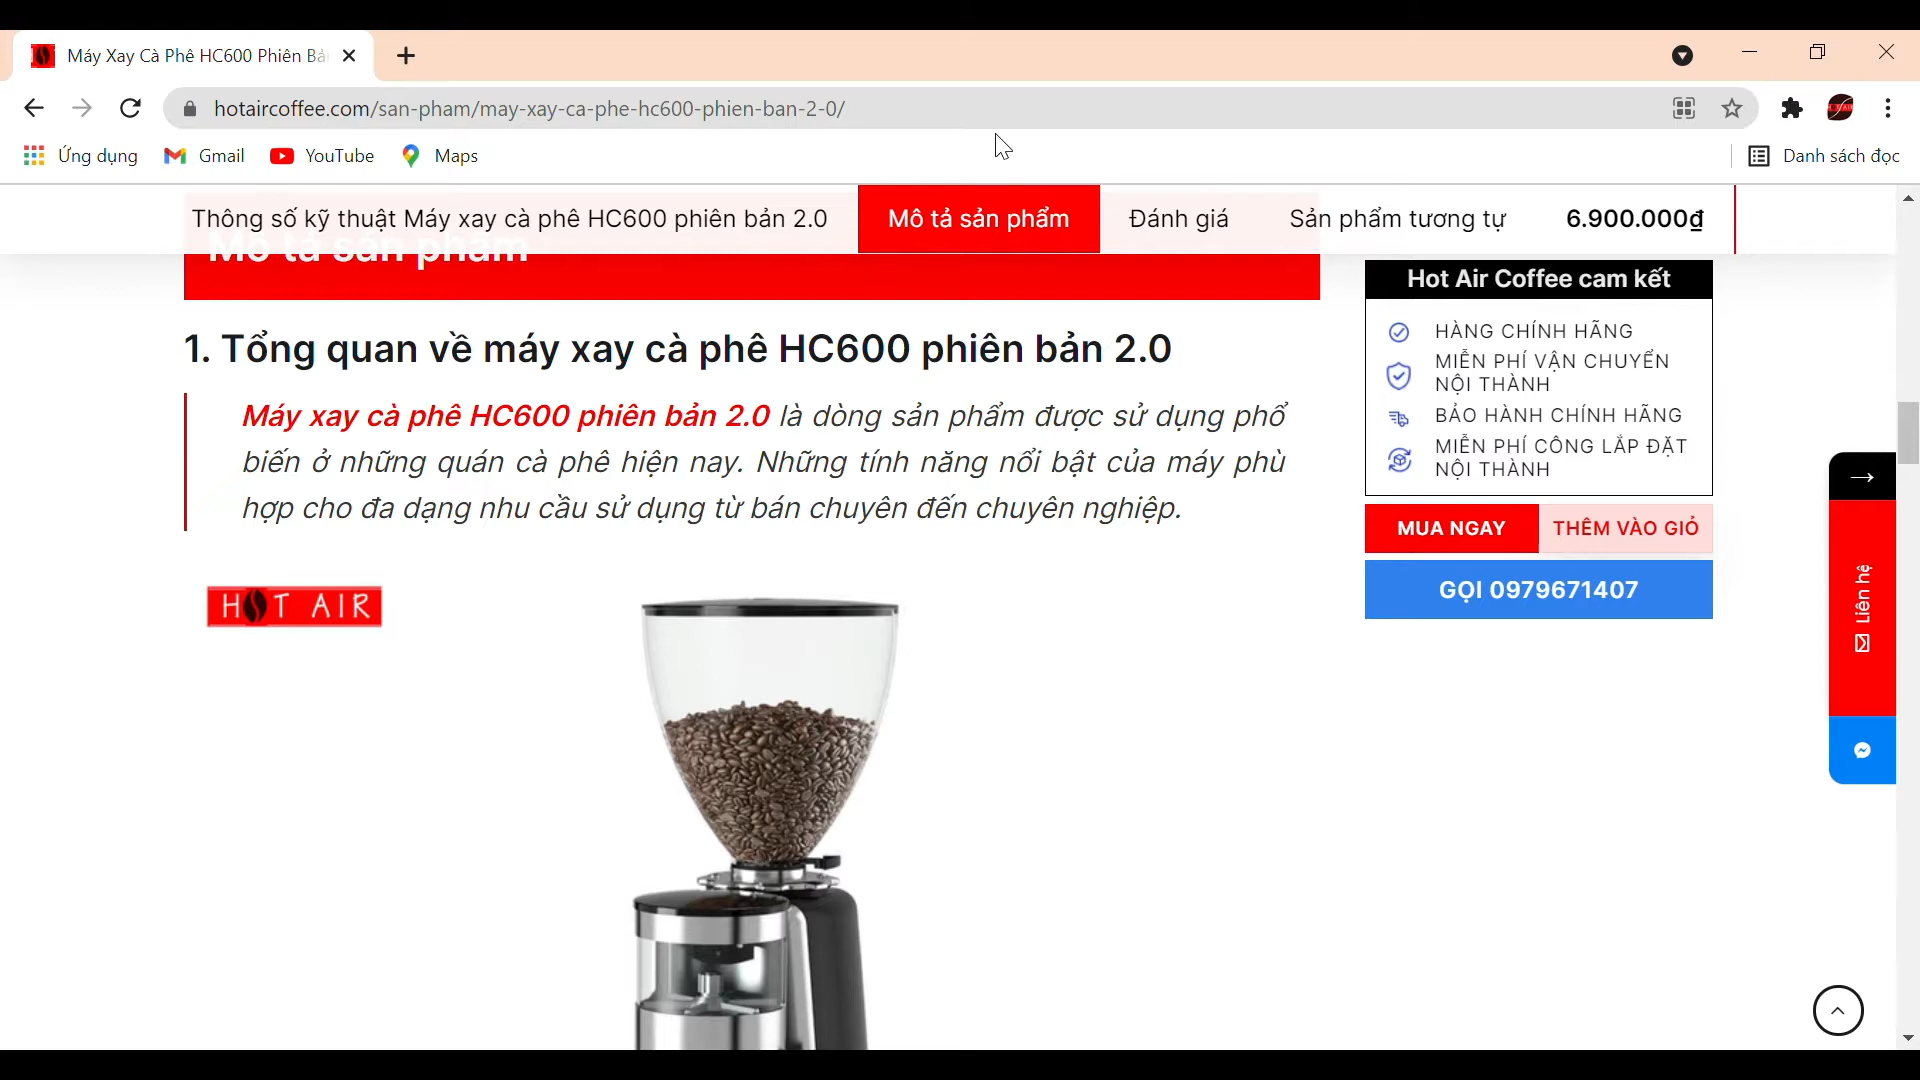 Máy Xay Cà Phê HC600 Phiên Bả
hotaircoffee.com/san-pham/may-xay-ca-phe-hc600-phien-ban-2-0/
Ứng dụng
Gmail
YouTube
Maps
Danh sách đọc
Thông số kỹ thuật Máy xay cà phê HC600 phiên bản 2.0
Mô tả sản phẩm
Đánh giá
Sản phẩm tương tự
6.900.000₫
Mô tả sản phẩm
1. Tổng quan về máy xay cà phê HC600 phiên bản 2.0
Máy xay cà phê HC600 phiên bản 2.0 là dòng sản phẩm được sử dụng phổ
biến ở những quán cà phê hiện nay. Những tính năng nổi bật của máy phù
hợp cho đa dạng nhu cầu sử dụng từ bán chuyên đến chuyên nghiệp.
HOT AIR
Hot Air Coffee cam kết
HÀNG CHÍNH HÃNG
MIỄN PHÍ VẬN CHUYỂN
NỘI THÀNH
BẢO HÀNH CHÍNH HÃNG
MIỄN PHÍ CÔNG LẮP ĐẶT
NỘI THÀNH
MUA NGAY
THÊM VÀO GIỎ
GỌI 0979671407
Liên hệ